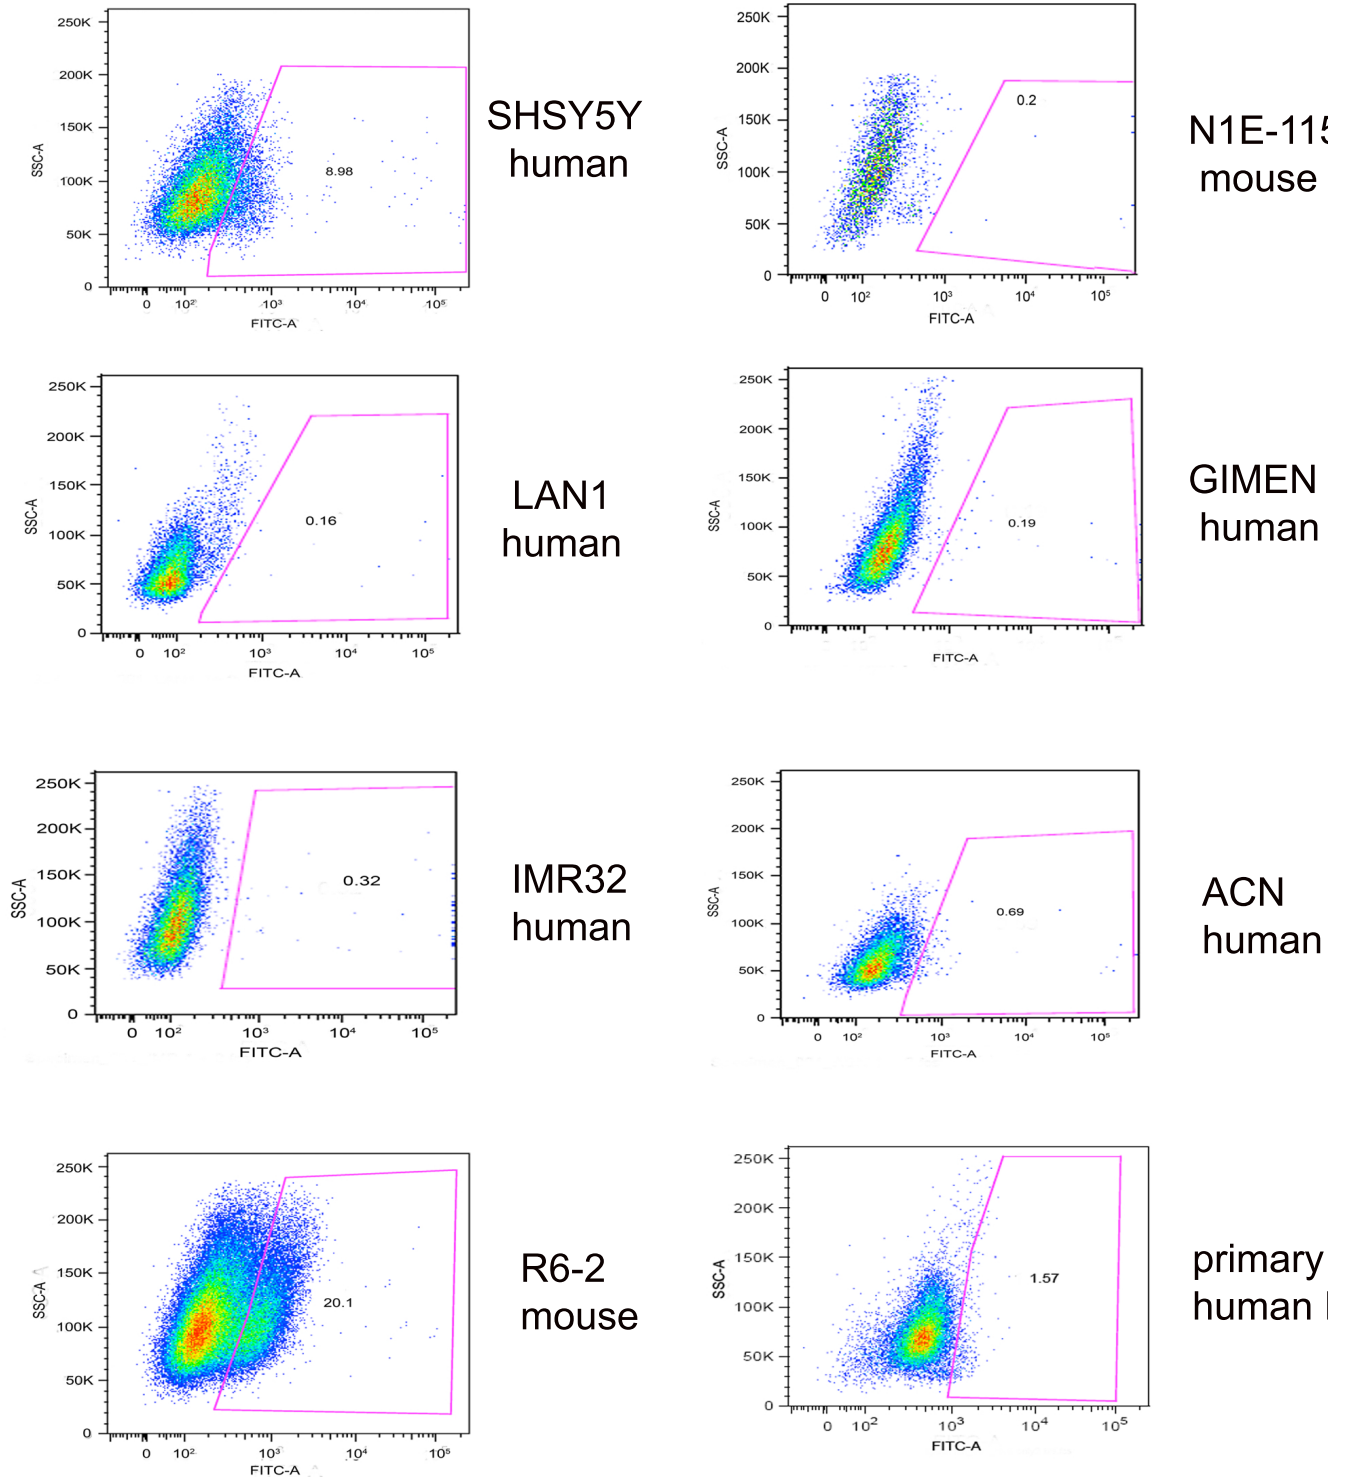 250K
200K
150K
100K
50K
0
SSC-A
8.98
0 10² 10³ 10⁴ 10⁵
FITC-A
SHSY5Y
human
250K
200K
150K
100K
50K
0
SSC-A
0.2
0 10² 10³ 10⁴ 10⁵
FITC-A
N1E-115
mouse
250K
200K
150K
100K
50K
0
SSC-A
0.16
0 10² 10³ 10⁴ 10⁵
FITC-A
LAN1
human
250K
200K
150K
100K
50K
0
SSC-A
0.19
FITC-A
GIMEN
human
250K
200K
150K
100K
50K
0
SSC-A
0.32
0 10² 10³ 10⁴ 10⁵
FITC-A
IMR32
human
250K
200K
150K
100K
50K
0
SSC-A
0.69
0 10² 10³ 10⁴ 10⁵
FITC-A
ACN
human
250K
200K
150K
100K
50K
0
SSC-A
20.1
0 10² 10³ 10⁴ 10⁵
FITC-A
R6-2
mouse
250K
200K
150K
100K
50K
0
SSC-A
1.57
0 10² 10³ 10⁴ 10⁵
FITC-A
primary
human